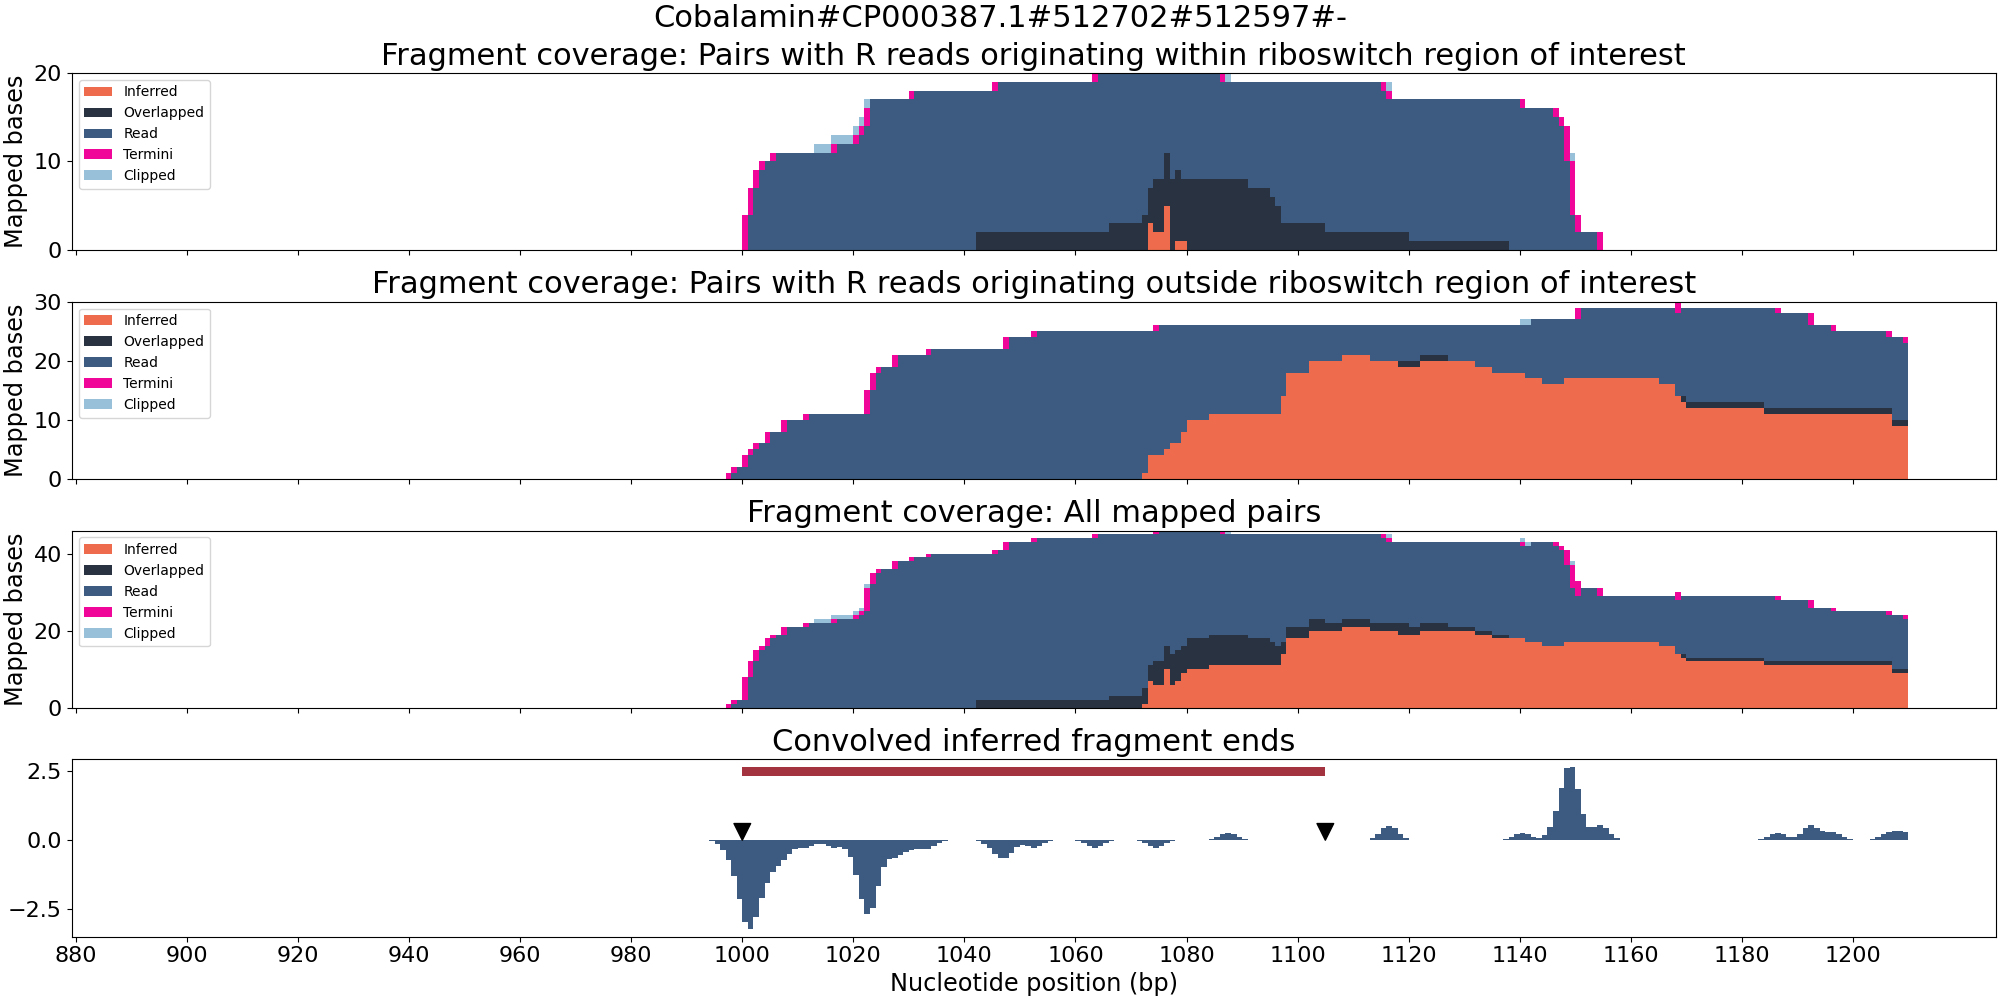 Cobalamin#CP000387.1#512702#512597#-
Fragment coverage: Pairs with R reads originating within riboswitch region of interest
Mapped bases
20
10
0
Inferred
Overlapped
Read
Termini
Clipped
Fragment coverage: Pairs with R reads originating outside riboswitch region of interest
Mapped bases
30
20
10
0
Inferred
Overlapped
Read
Termini
Clipped
Fragment coverage: All mapped pairs
Mapped bases
40
20
0
Inferred
Overlapped
Read
Termini
Clipped
Convolved inferred fragment ends
2.5
0.0
−2.5
880 900 920 940 960 980 1000 1020 1040 1060 1080 1100 1120 1140 1160 1180 1200
Nucleotide position (bp)